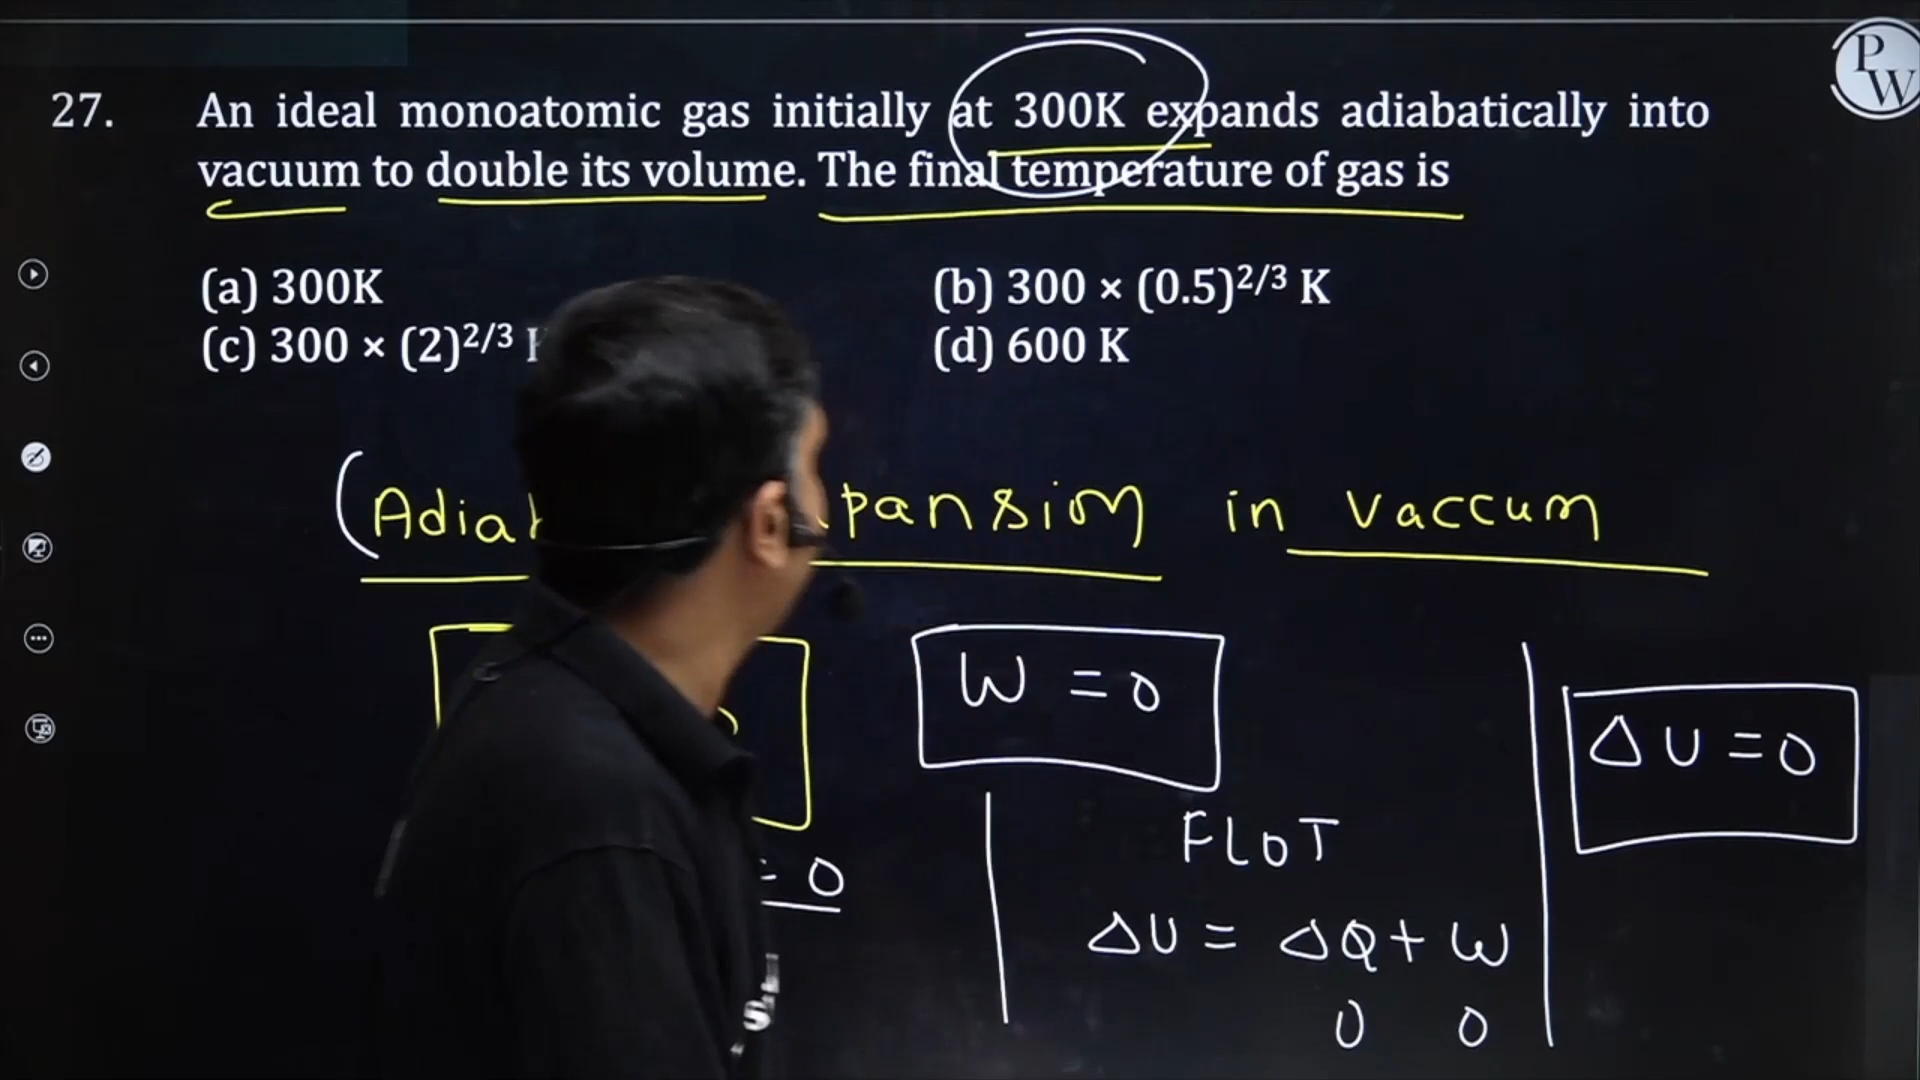 PW
27. An ideal monoatomic gas initially at 300K expands adiabatically into
vacuum to double its volume. The final temperature of gas is
(a) 300K (b) 300 × (0.5)^2/3 K
(c) 300 × (2)^2/3 (d) 600 K
in vaccum
W = 0
ΔU = 0
FLOT
= 0
ΔU = ΔQ + W
0 0